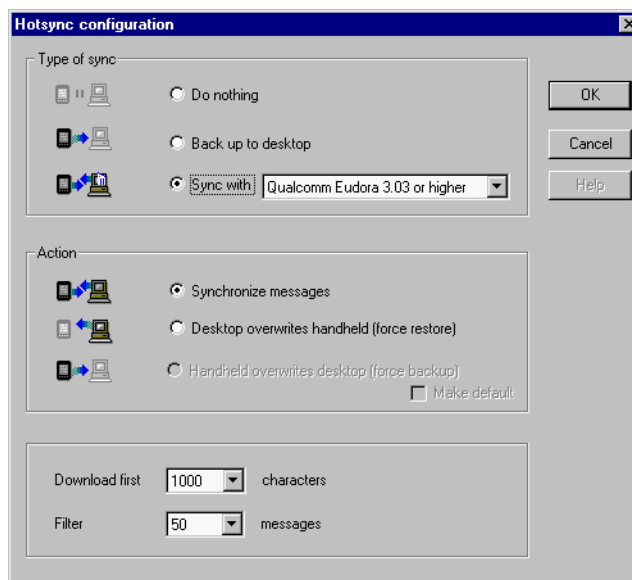 Hotsync configuration
Type of sync
Do nothing
OK
Back up to desktop
Cancel
Sync with Qualcomm Eudora 3.03 or higher
Help
Action
Synchronize messages
Desktop overwrites handheld (force restore)
Handheld overwrites desktop (force backup)
Make default
Download first 1000 characters
Filter 50 messages